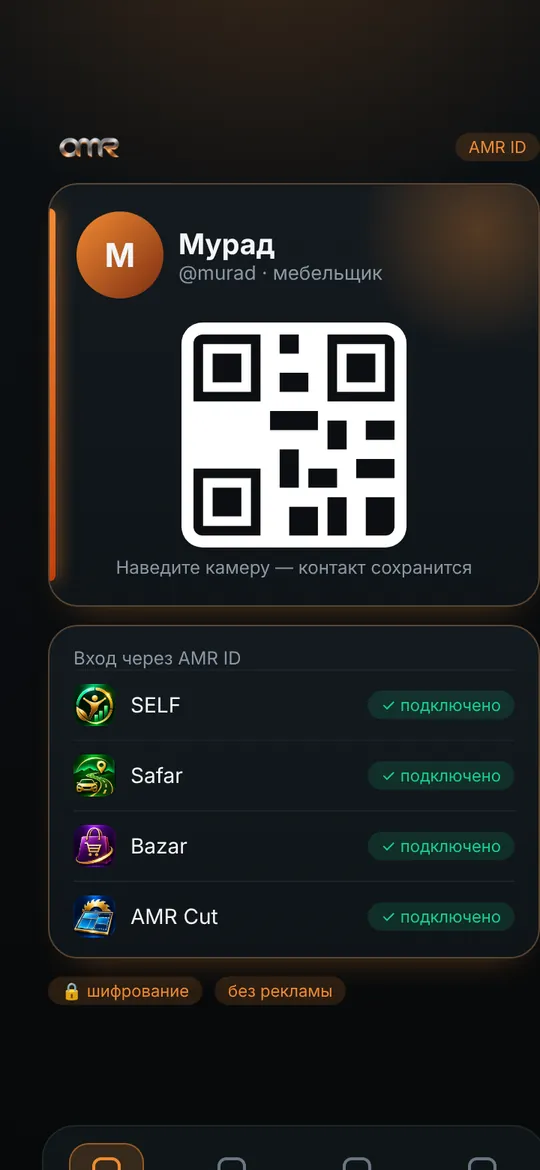 amr
AMR ID
М
Мурад
@murad · мебельщик
Наведите камеру — контакт сохранится
Вход через AMR ID
SELF
✓ подключено
Safar
✓ подключено
Bazar
✓ подключено
AMR Cut
✓ подключено
🔒 шифрование
без рекламы